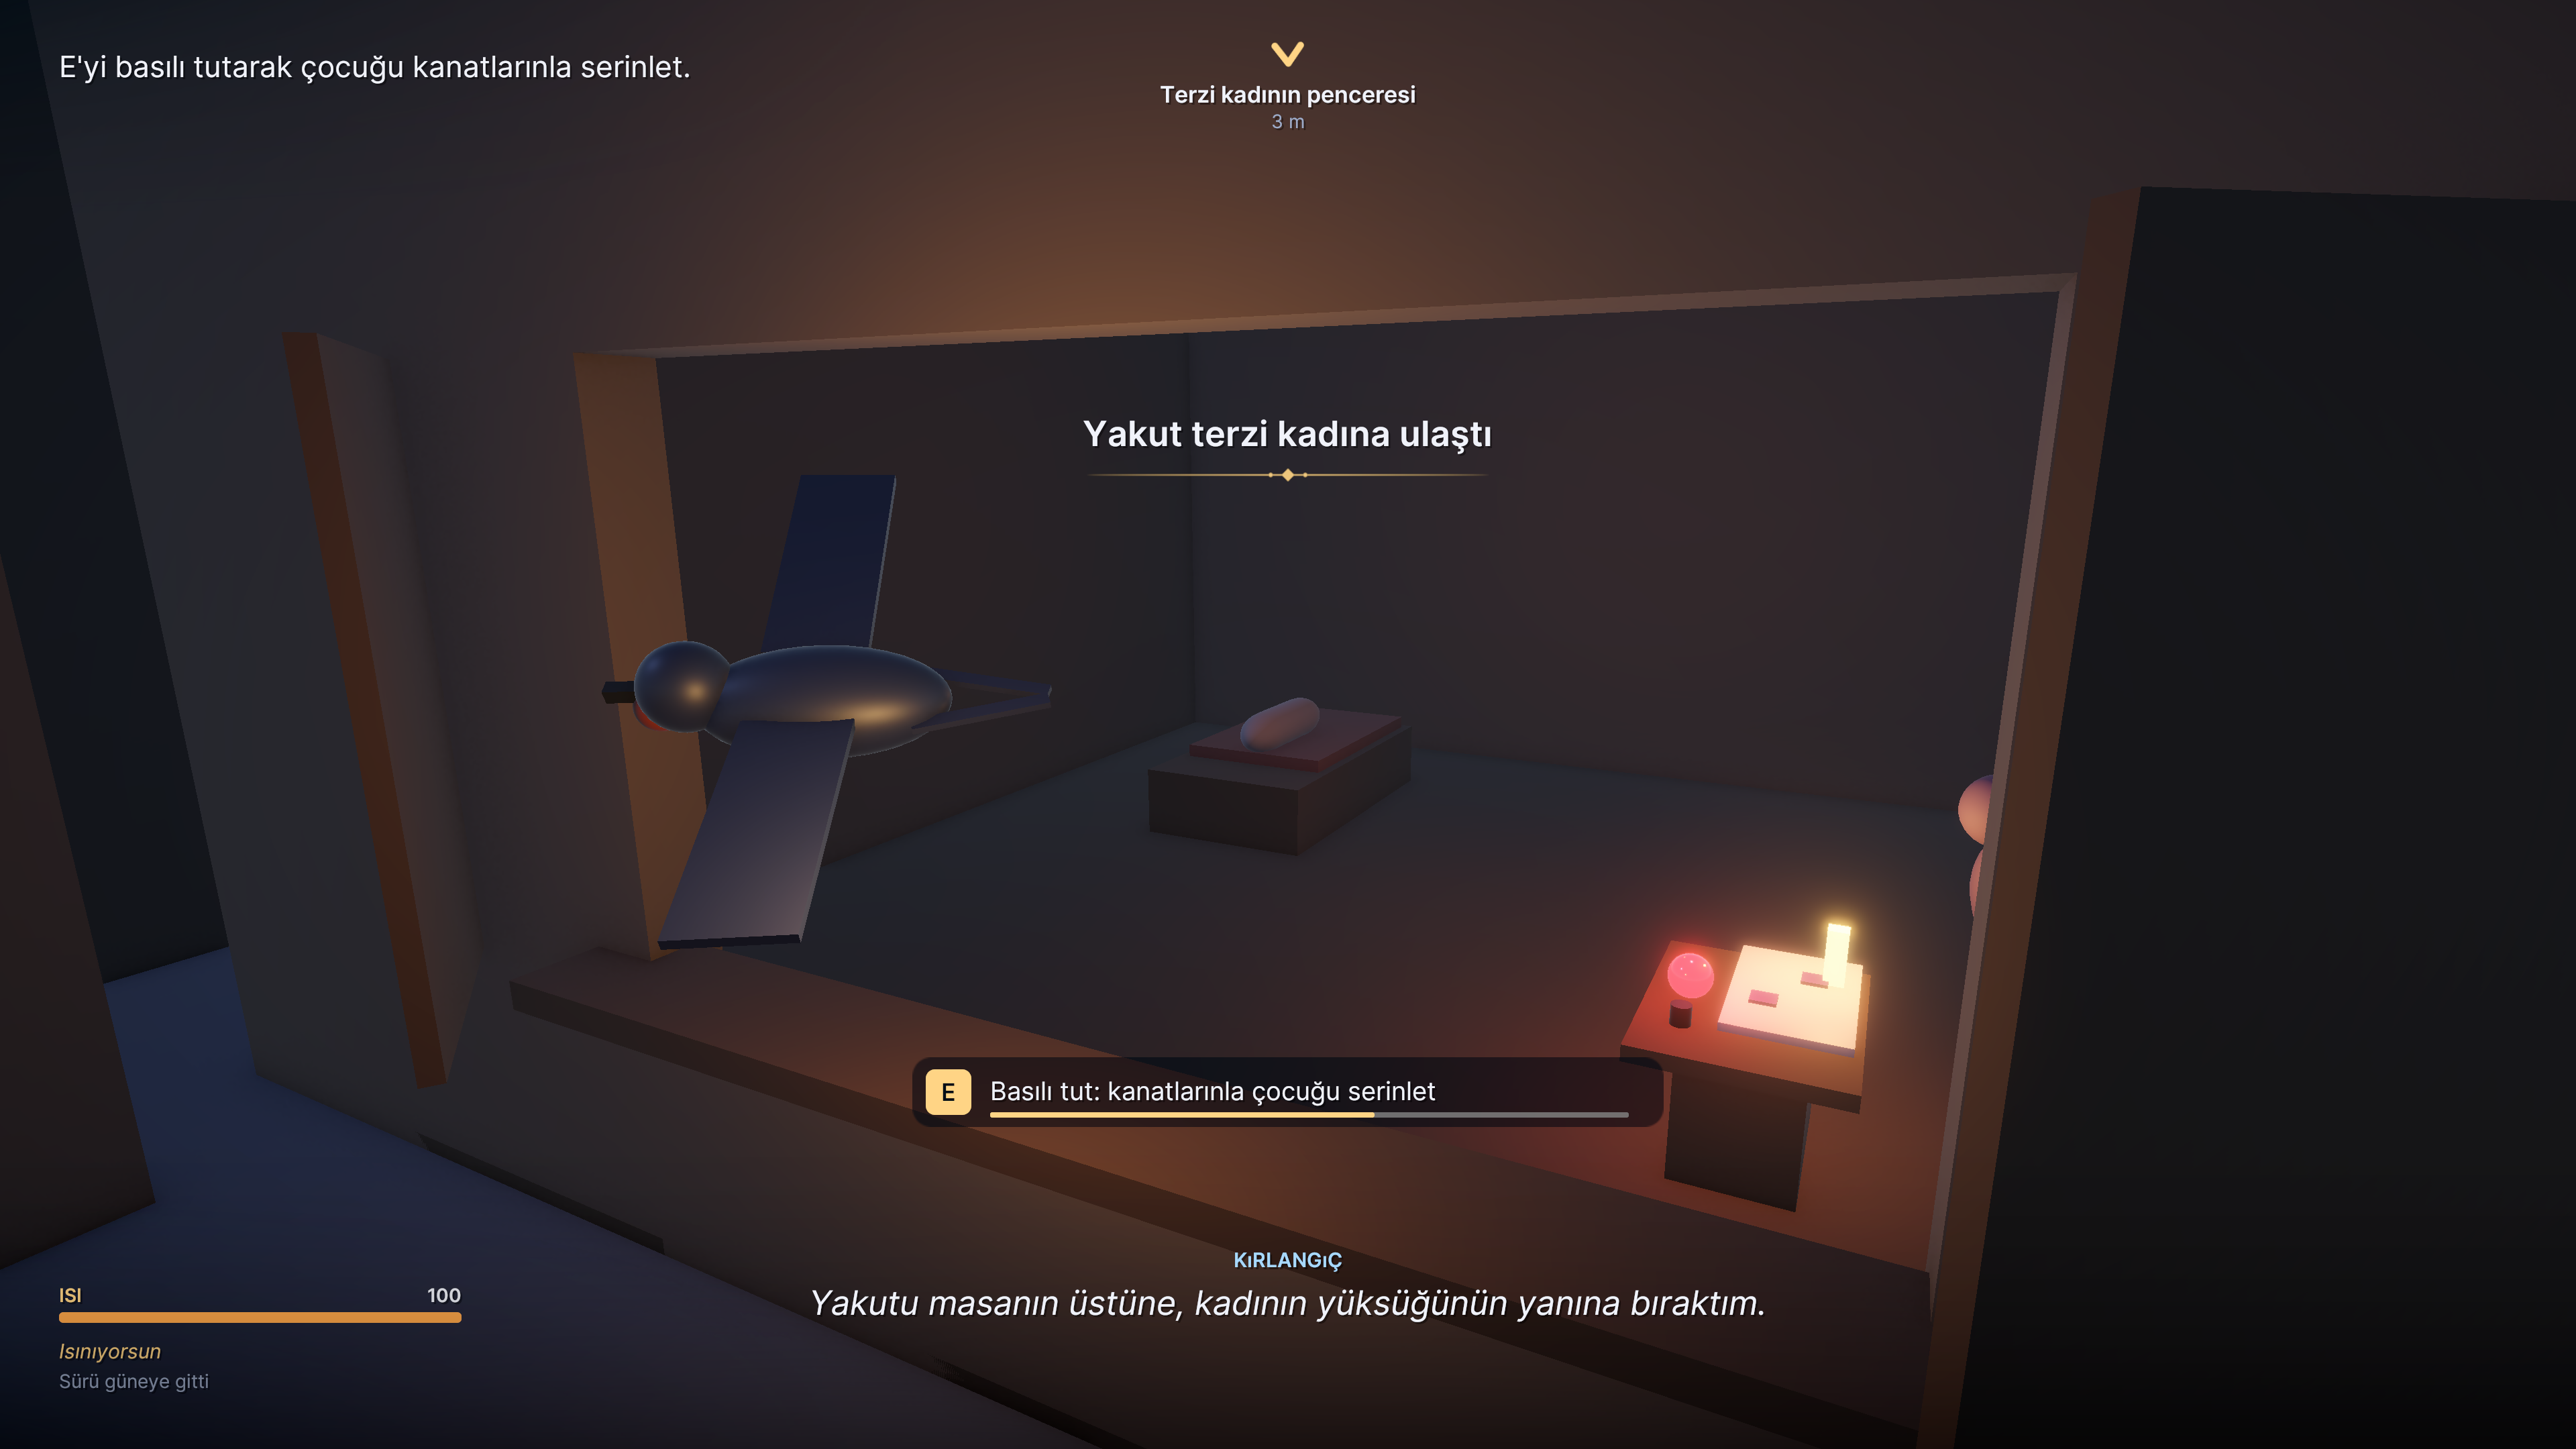 E'yi basılı tutarak çocuğu kanatlarınla serinlet.
Terzi kadının penceresi
3 m
Yakut terzi kadına ulaştı
E Basılı tut: kanatlarınla çocuğu serinlet
KıRLANGıÇ
Yakutu masanın üstüne, kadının yüksüğünün yanına bıraktım.
ISI 100
Isınıyorsun
Sürü güneye gitti